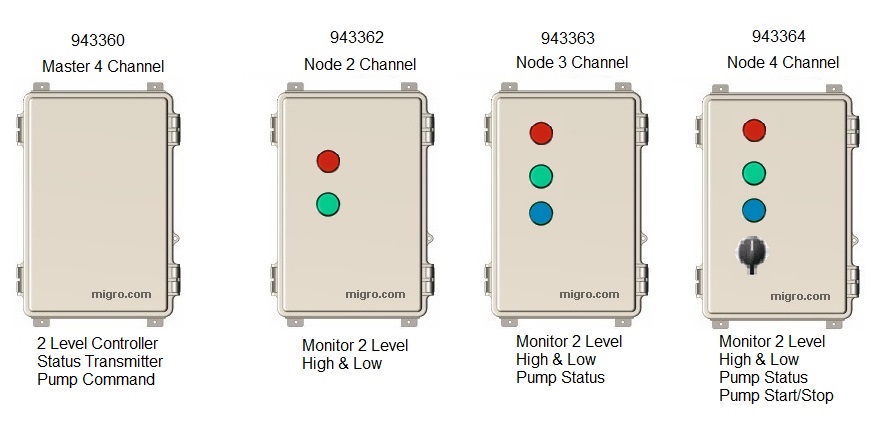 943360
Master 4 Channel
migro.com
2 Level Controller
Status Transmitter
Pump Command
943362
Node 2 Channel
migro.com
Monitor 2 Level
High & Low
943363
Node 3 Channel
migro.com
Monitor 2 Level
High & Low
Pump Status
943364
Node 4 Channel
migro.com
Monitor 2 Level
High & Low
Pump Status
Pump Start/Stop